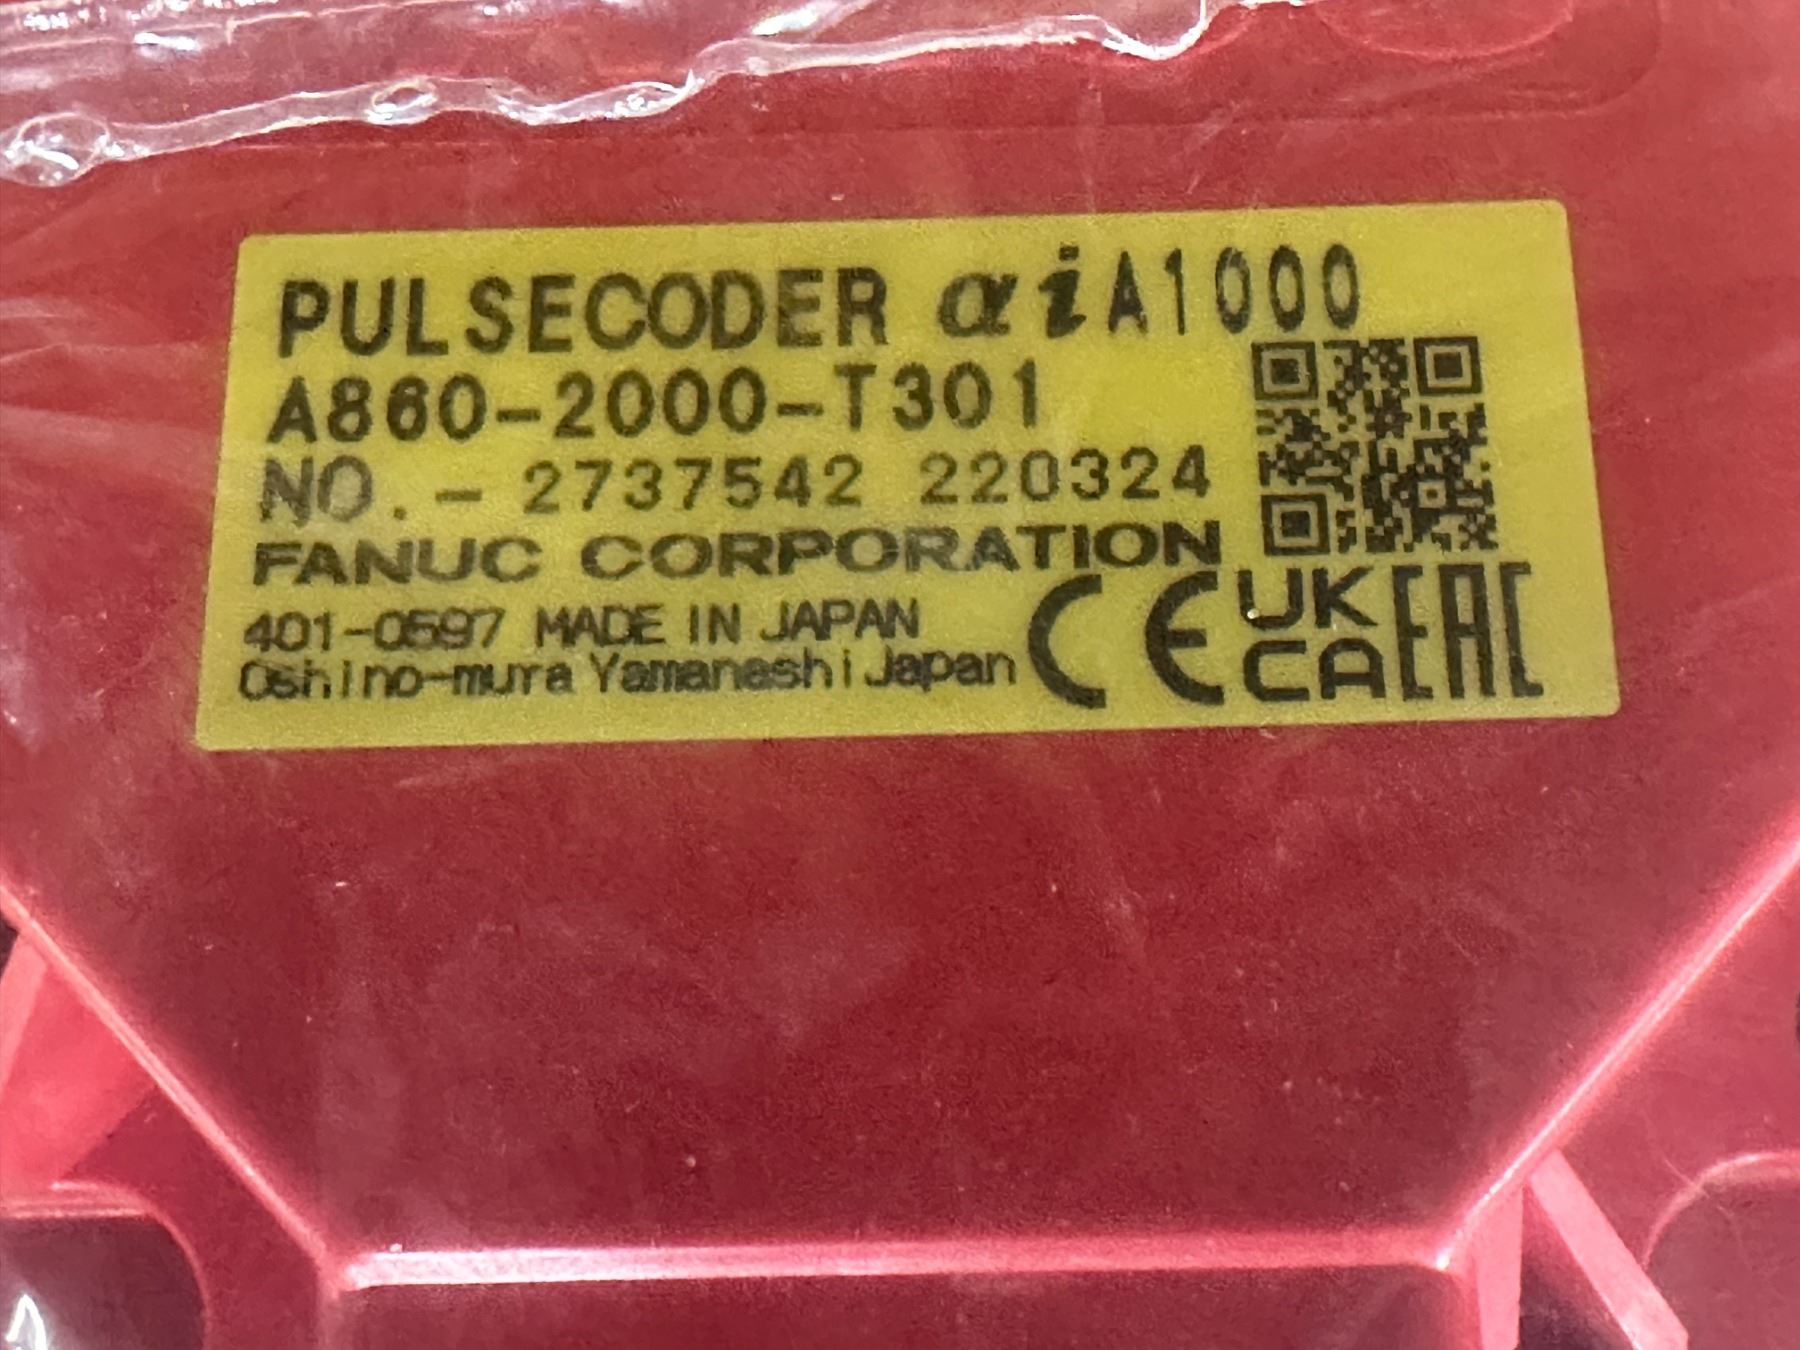 PULSECODER αiA1000
A860-2000-T301
NO.-2737542 220324
FANUC CORPORATION
401-0597 MADE IN JAPAN
Oshino-mura Yamanashi Japan
CE UK CA EAC